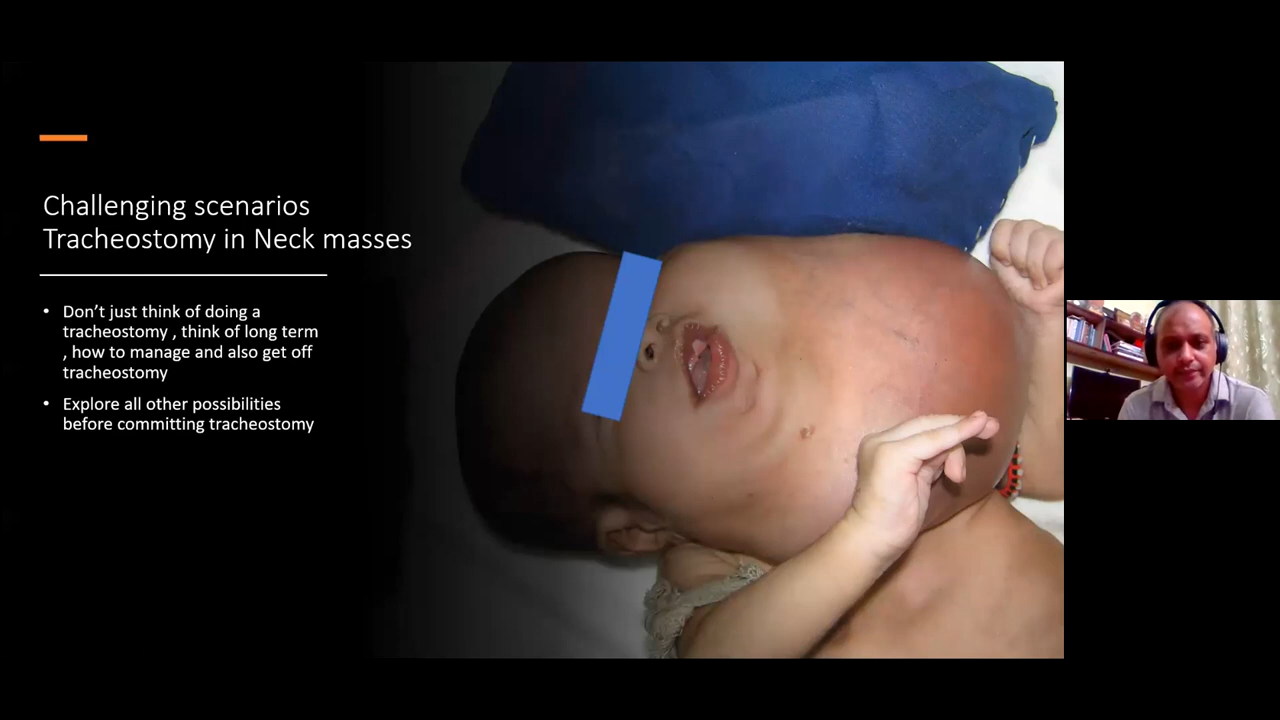 Challenging scenarios
Tracheostomy in Neck masses
• Don’t just think of doing a
tracheostomy , think of long term
, how to manage and also get off
tracheostomy
• Explore all other possibilities
before committing tracheostomy